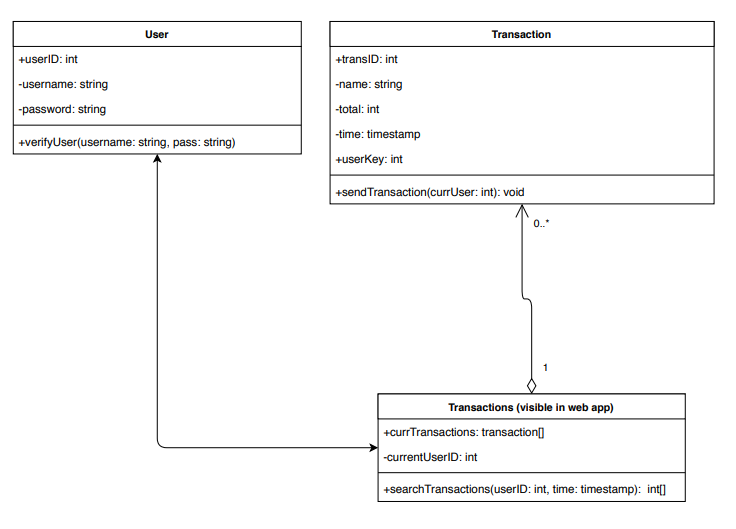 User
+userID: int
-username: string
-password: string
+verifyUser(username: string, pass: string)
Transaction
+transID: int
-name: string
-total: int
-time: timestamp
+userKey: int
+sendTransaction(currUser: int): void
0..*
1
Transactions (visible in web app)
+currTransactions: transaction[]
-currentUserID: int
+searchTransactions(userID: int, time: timestamp):  int[]